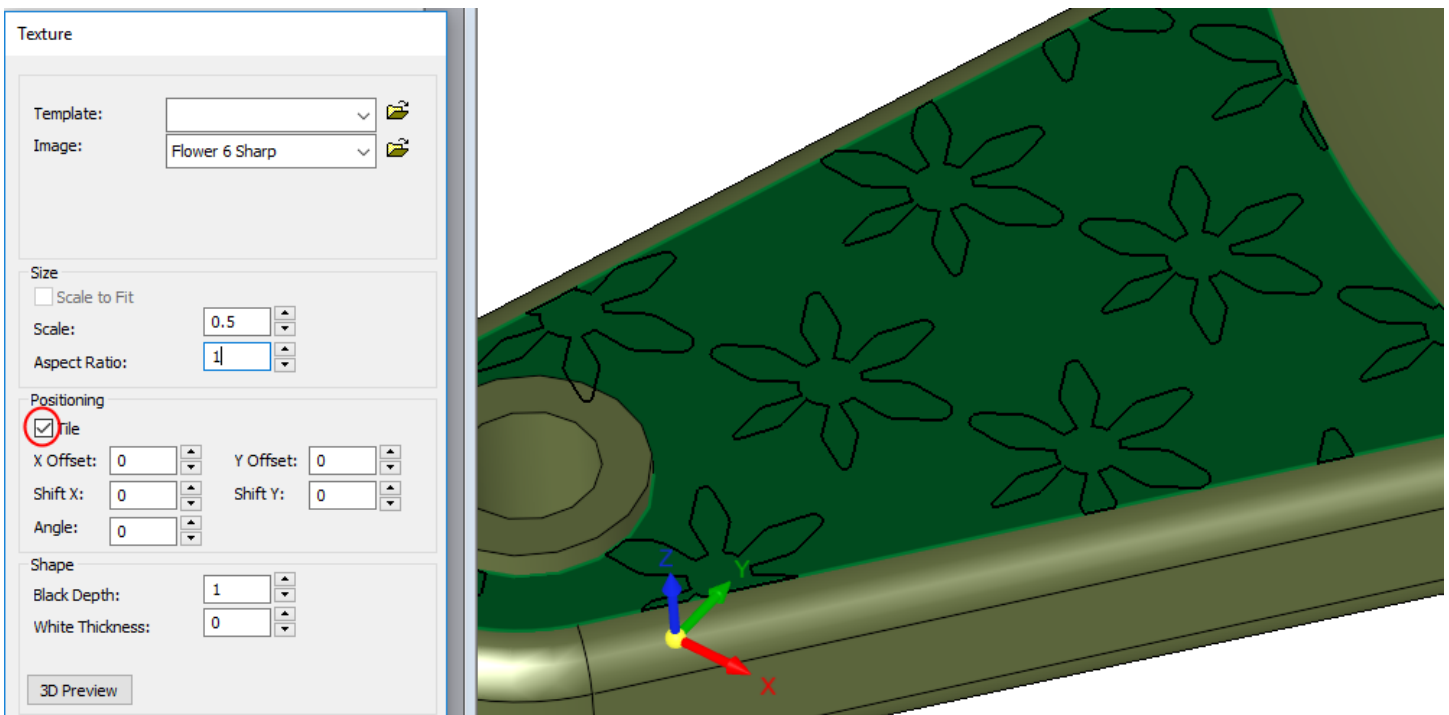 Texture
Template:
Image: Flower 6 Sharp
Size
Scale to Fit
Scale: 0.5
Aspect Ratio: 1
Positioning
Tile
X Offset: 0 Y Offset: 0
Shift X: 0 Shift Y: 0
Angle: 0
Shape
Black Depth: 1
White Thickness: 0
3D Preview
Z
Y
X